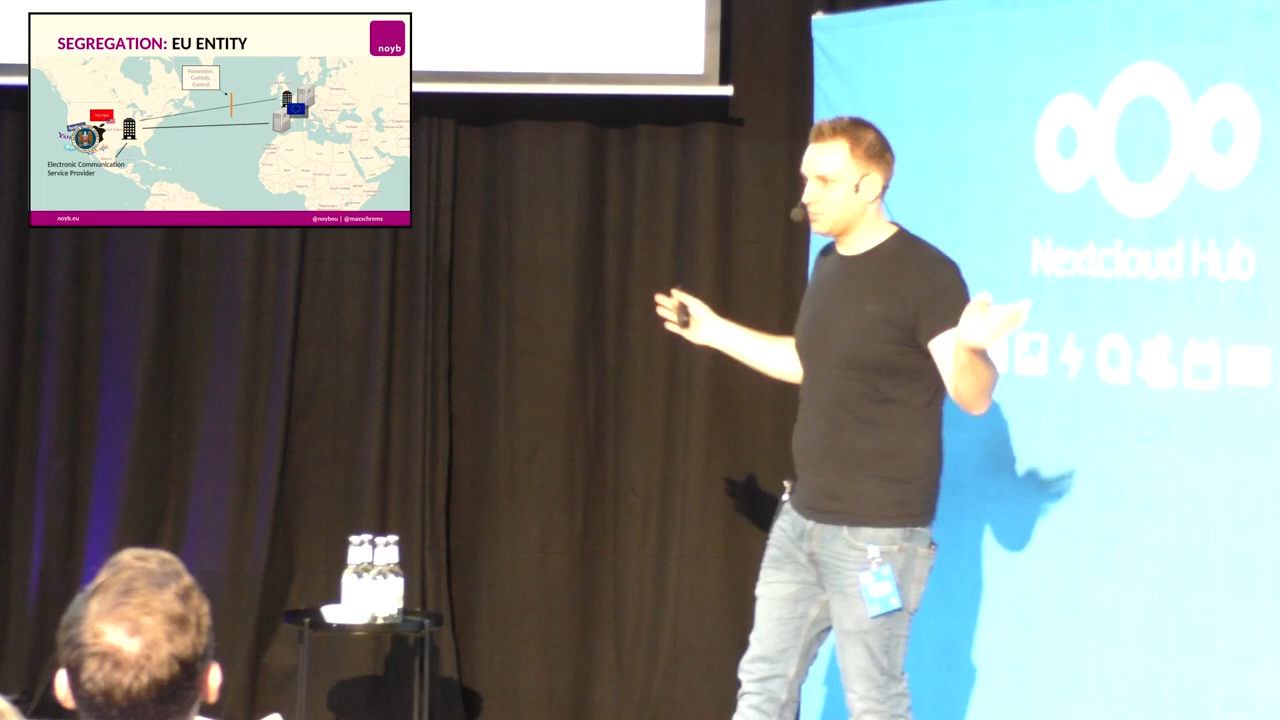 SEGREGATION: EU ENTITY
noyb
Possession,
Custody,
Control
Electronic Communication
Service Provider
noyb.eu
@noybeu | @maxschrems
Nextcloud Hub